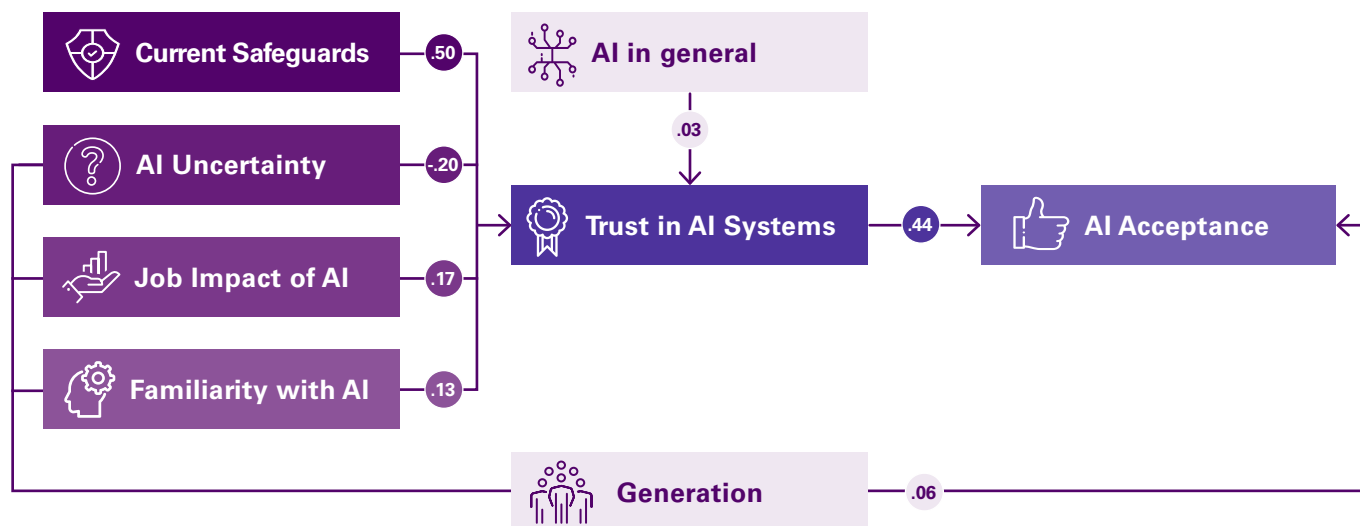 Current Safeguards
.50
AI in general
.03
AI Uncertainty
-.20
Trust in AI Systems
.44
AI Acceptance
Job Impact of AI
.17
Familiarity with AI
.13
Generation
.06